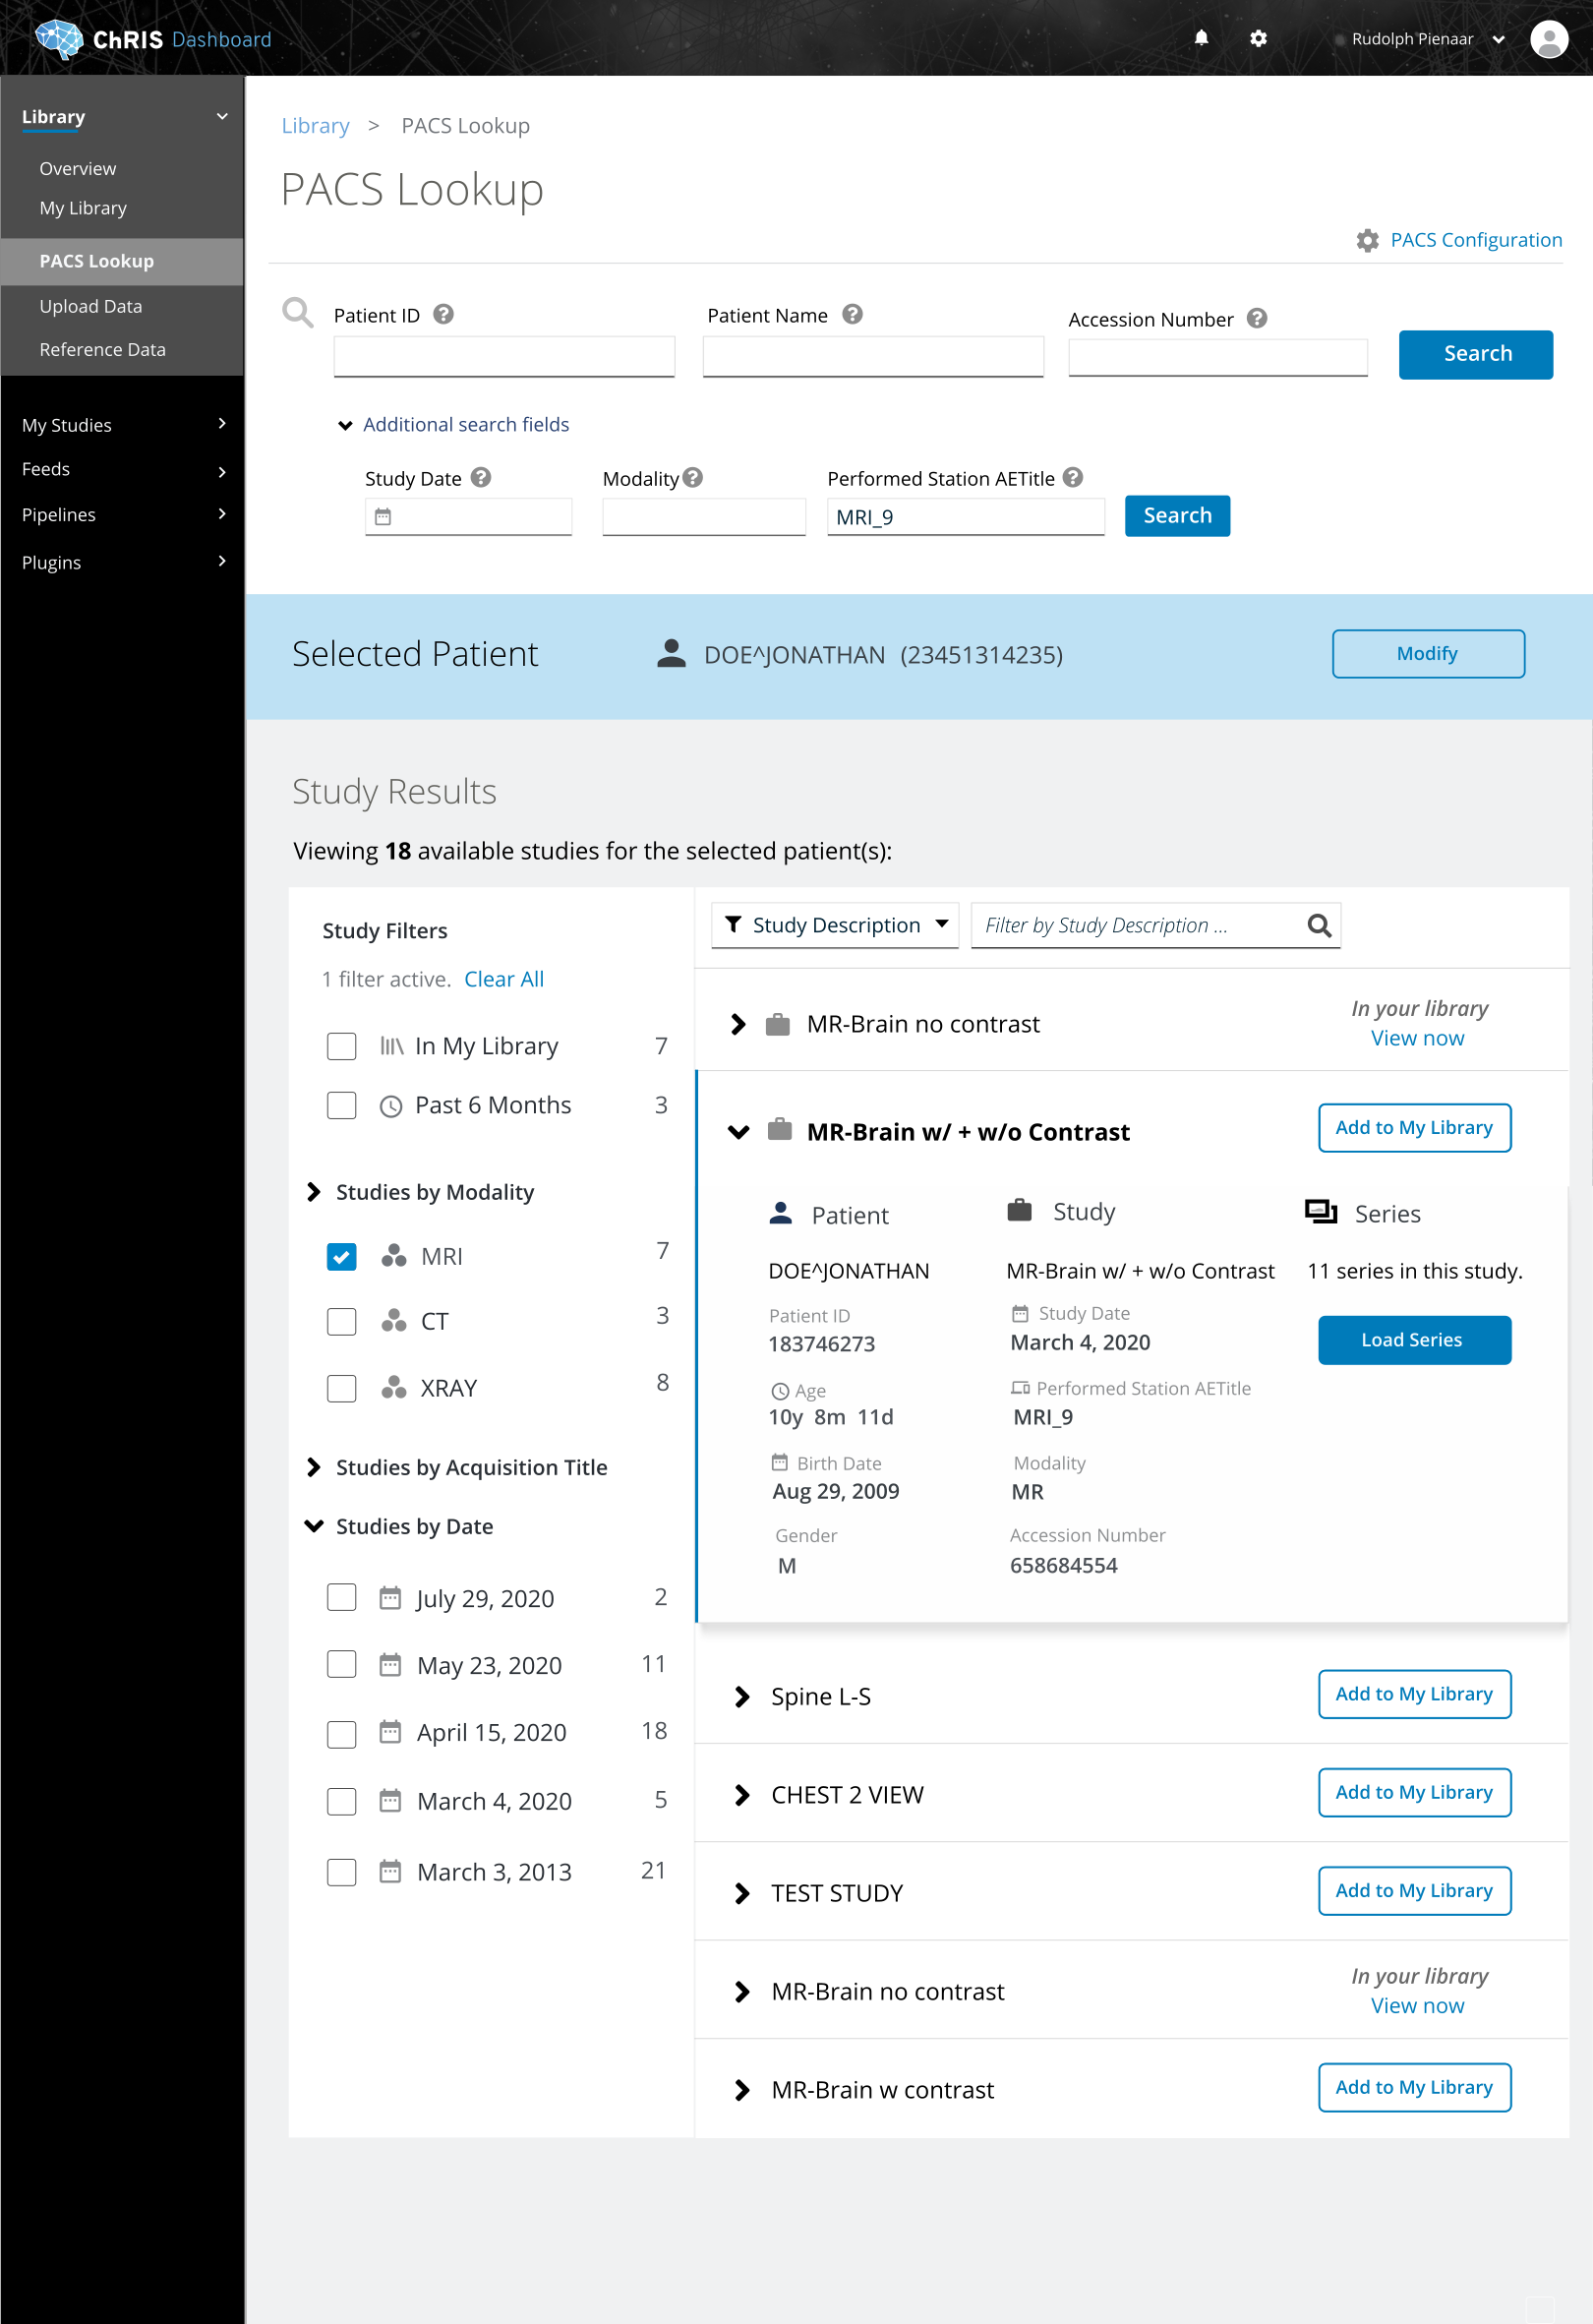 ChRIS Dashboard
Rudolph Pienaar
Library
Overview
My Library
PACS Lookup
Upload Data
Reference Data
My Studies
Feeds
Pipelines
Plugins
Library > PACS Lookup
PACS Lookup
PACS Configuration
Patient ID ?
Patient Name ?
Accession Number ?
Search
Additional search fields
Study Date ?
Modality ?
Performed Station AETitle ?
MRI_9
Search
Selected Patient
DOE^JONATHAN (23451314235)
Modify
Study Results
Viewing 18 available studies for the selected patient(s):
Study Filters
1 filter active. Clear All
In My Library 7
Past 6 Months 3
Studies by Modality
MRI 7
CT 3
XRAY 8
Studies by Acquisition Title
Studies by Date
July 29, 2020 2
May 23, 2020 11
April 15, 2020 18
March 4, 2020 5
March 3, 2013 21
Study Description
Filter by Study Description ...
MR-Brain no contrast
In your library
View now
MR-Brain w/ + w/o Contrast
Add to My Library
Patient
DOE^JONATHAN
Patient ID
183746273
Age
10y 8m 11d
Birth Date
Aug 29, 2009
Gender
M
Study
MR-Brain w/ + w/o Contrast
Study Date
March 4, 2020
Performed Station AETitle
MRI_9
Modality
MR
Accession Number
658684554
Series
11 series in this study.
Load Series
Spine L-S
Add to My Library
CHEST 2 VIEW
Add to My Library
TEST STUDY
Add to My Library
MR-Brain no contrast
In your library
View now
MR-Brain w contrast
Add to My Library